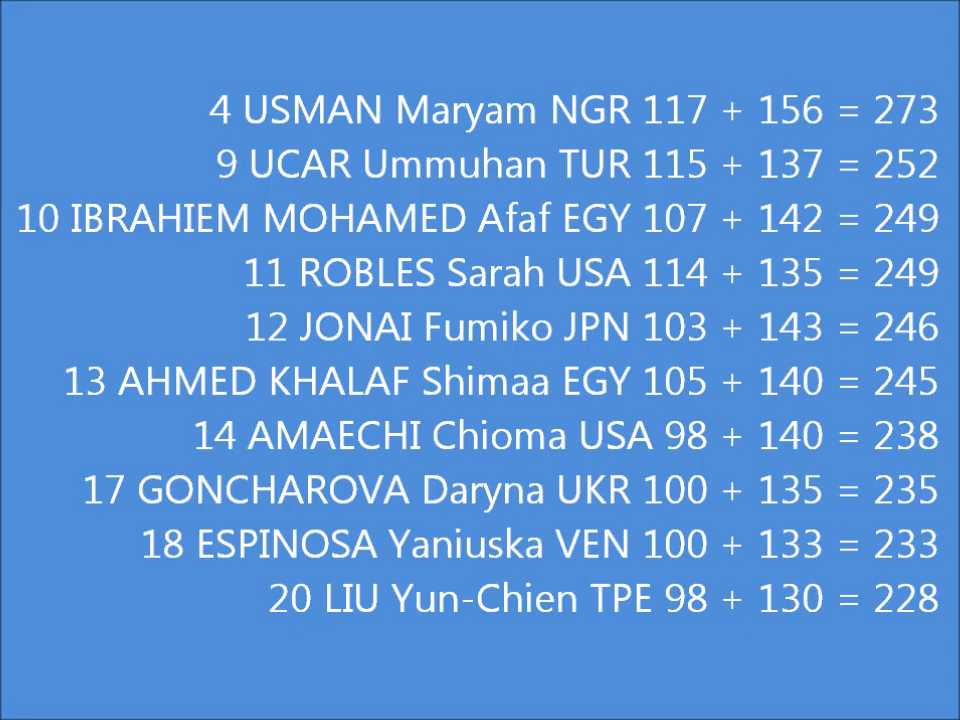 4 USMAN Maryam NGR 117 + 156 = 273
9 UCAR Ummuhan TUR 115 + 137 = 252
10 IBRAHIEM MOHAMED Afaf EGY 107 + 142 = 249
11 ROBLES Sarah USA 114 + 135 = 249
12 JONAI Fumiko JPN 103 + 143 = 246
13 AHMED KHALAF Shimaa EGY 105 + 140 = 245
14 AMAECHI Chioma USA 98 + 140 = 238
17 GONCHAROVA Daryna UKR 100 + 135 = 235
18 ESPINOSA Yaniuska VEN 100 + 133 = 233
20 LIU Yun-Chien TPE 98 + 130 = 228